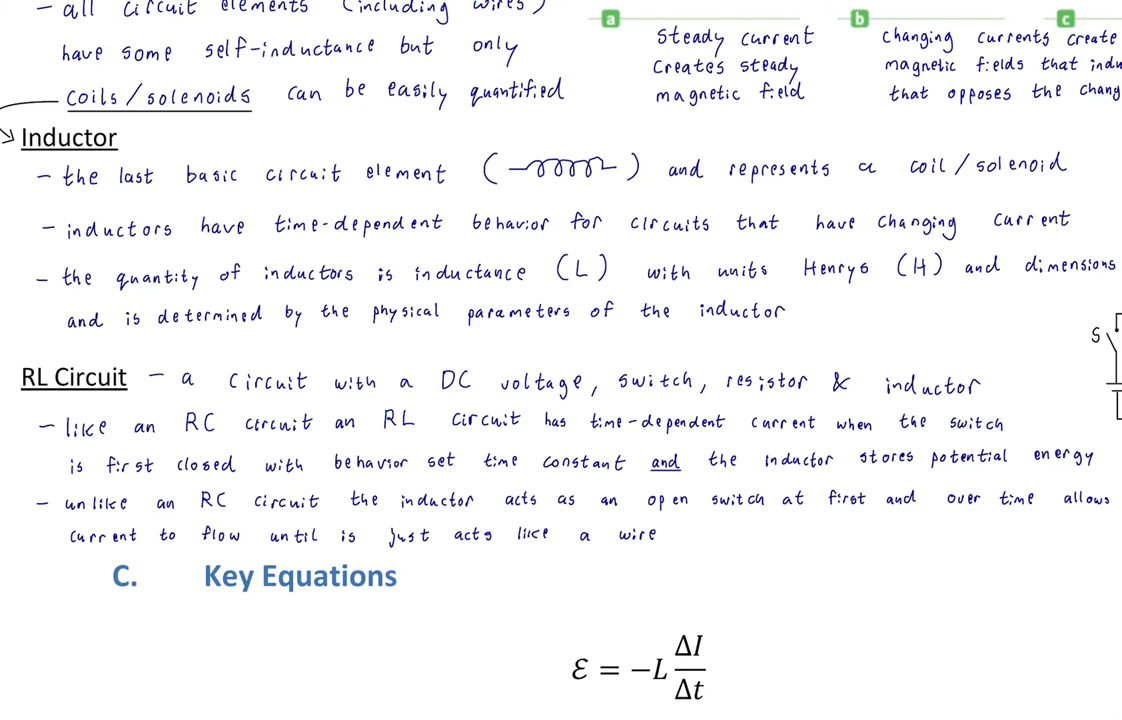 - all circuit elements (including wires)
have some self-inductance but only
coils/solenoids can be easily quantified
a
Steady current
Creates steady
magnetic field
b
changing currents create
magnetic fields that
that opposes the
c
Inductor
- the last basic circuit element ( ) and represents a coil/solenoid
- inductors have time-dependent behavior for circuits that have changing current
- the quantity of inductors is inductance (L) with units Henrys (H) and dimensions
and is determined by the physical parameters of the inductor
S
RL Circuit - a circuit with a DC voltage, switch, resistor & inductor
- like an RC circuit an RL circuit has time-dependent current when the switch
is first closed with behavior set time constant and the inductor stores potential energy
- unlike an RC circuit the inductor acts as an open switch at first and over time allows
current to flow until is just acts like a wire
C. Key Equations
ℰ = −L ΔI/Δt